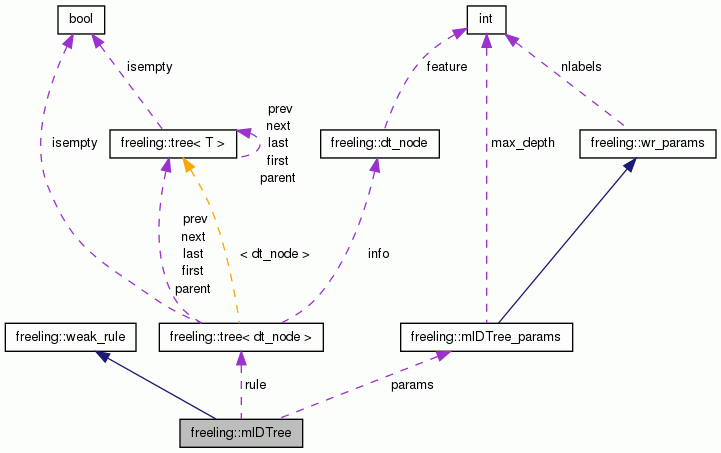 bool
int
isempty
feature
nlabels
prev
next
last
first
parent
freeling::tree< T >
freeling::dt_node
max_depth
freeling::wr_params
isempty
prev
next
last
first
parent
< dt_node >
info
freeling::weak_rule
freeling::tree< dt_node >
freeling::mlDTree_params
rule
params
freeling::mlDTree